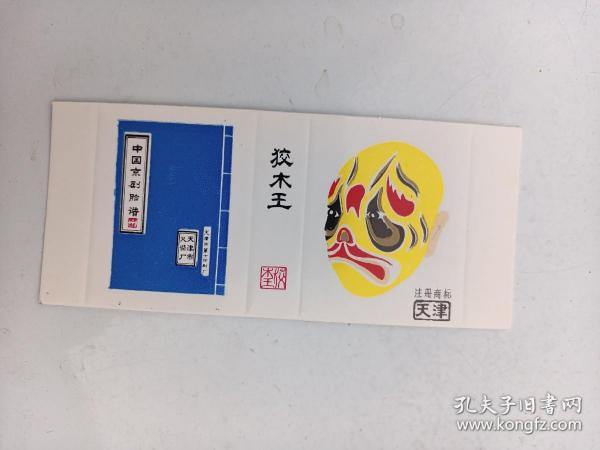 中国京剧脸谱
天津市
火柴厂
狡木王
注册商标
天津
孔夫子旧书网
www.kongfz.com